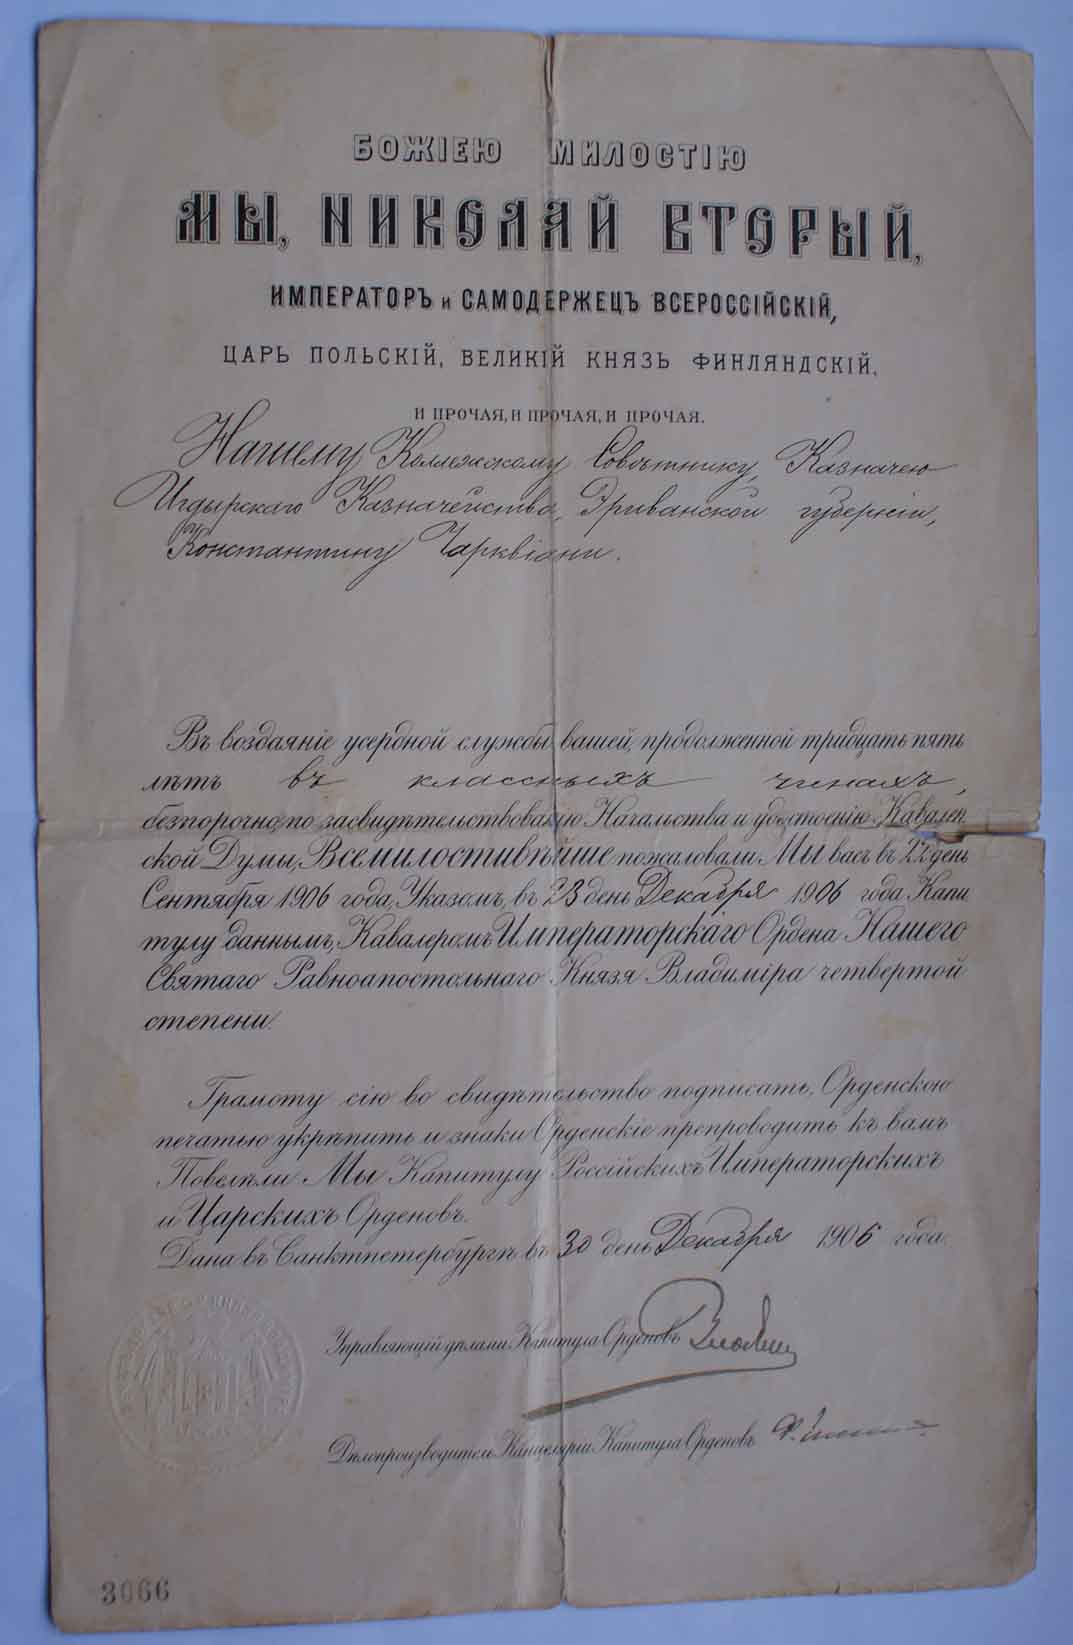 БОЖІЕЮ МИЛОСТІЮ
МЫ, НИКОЛАЙ ВТОРЫЙ,
ИМПЕРАТОРЪ и САМОДЕРЖЕЦЪ ВСЕРОССІЙСКІЙ,
ЦАРЬ ПОЛЬСКІЙ, ВЕЛИКІЙ КНЯЗЬ ФИНЛЯНДСКІЙ,
И ПРОЧАЯ, И ПРОЧАЯ, И ПРОЧАЯ.
Нашему Коллежскому Совѣтнику, Казначею
Игдырскаго Казначейства, Эриванской губерніи,
Константину Чарквіани.
Въ воздаяніе усердной службы вашей, продолженной тридцать пять
лѣтъ въ классныхъ чинахъ,
безпорочно, по засвидѣтельствованію Начальства и удостоенію Кавалер
ской Думы, Всемилостивѣйше пожаловали Мы васъ въ 22 день
Сентября 1906 года, Указомъ, въ 23 день Декабря 1906 года Капи
тулу даннымъ, Кавалеромъ Императорскаго Ордена Нашего
Святаго Равноапостольнаго Князя Владиміра четвертой
степени.
Грамоту сію во свидѣтельство подписать, Орденскою
печатью укрѣпить и знаки Орденскіе препроводить къ вамъ
Повелѣли Мы Капитулу Россійскихъ Императорскихъ
и Царскихъ Орденовъ.
Дана въ Санктпетербургѣ въ 30 день Декабря 1906 года.
Управляющій дѣлами Капитула Орденовъ
Дѣлопроизводитель Канцеляріи Капитула Орденовъ
3066